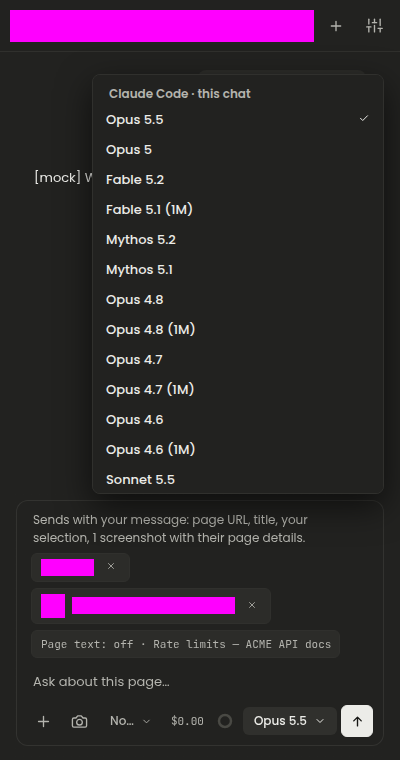 Claude Code · this chat
Opus 5.5
Opus 5
Fable 5.2
[mock]
Fable 5.1 (1M)
Mythos 5.2
Mythos 5.1
Opus 4.8
Opus 4.8 (1M)
Opus 4.7
Opus 4.7 (1M)
Opus 4.6
Opus 4.6 (1M)
Sonnet 5.5
Sends with your message: page URL, title, your
selection, 1 screenshot with their page details.
Page text: off · Rate limits — ACME API docs
Ask about this page…
No… $0.00 Opus 5.5